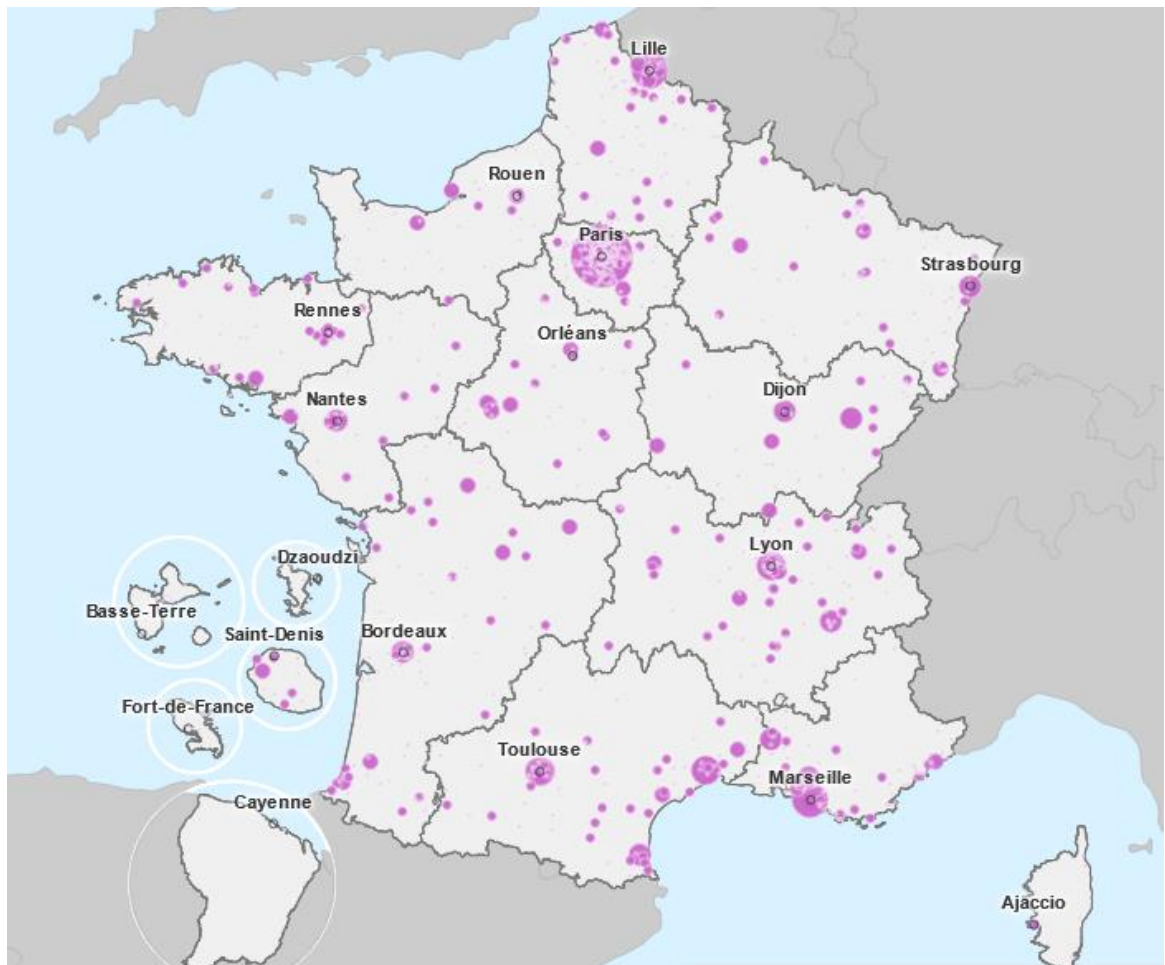 Lille
Rouen
Paris
Strasbourg
Rennes
Orléans
Dijon
Nantes
Lyon
Dzaoudzi
Basse-Terre
Saint-Denis
Bordeaux
Fort-de-France
Toulouse
Marseille
Cayenne
Ajaccio